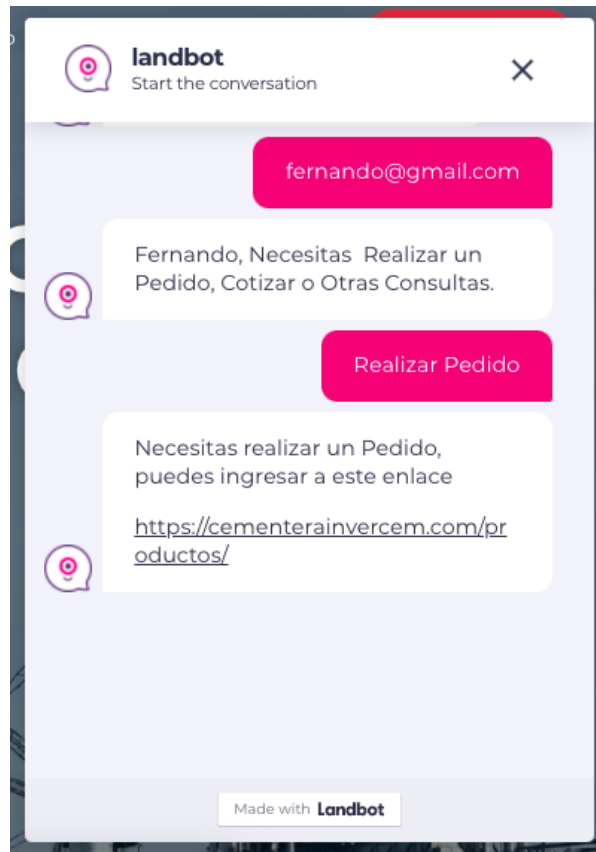 landbot
Start the conversation
fernando@gmail.com
Fernando, Necesitas Realizar un
Pedido, Cotizar o Otras Consultas.
Realizar Pedido
Necesitas realizar un Pedido,
puedes ingresar a este enlace
https://cementerainvercem.com/pr
oductos/
Made with Landbot